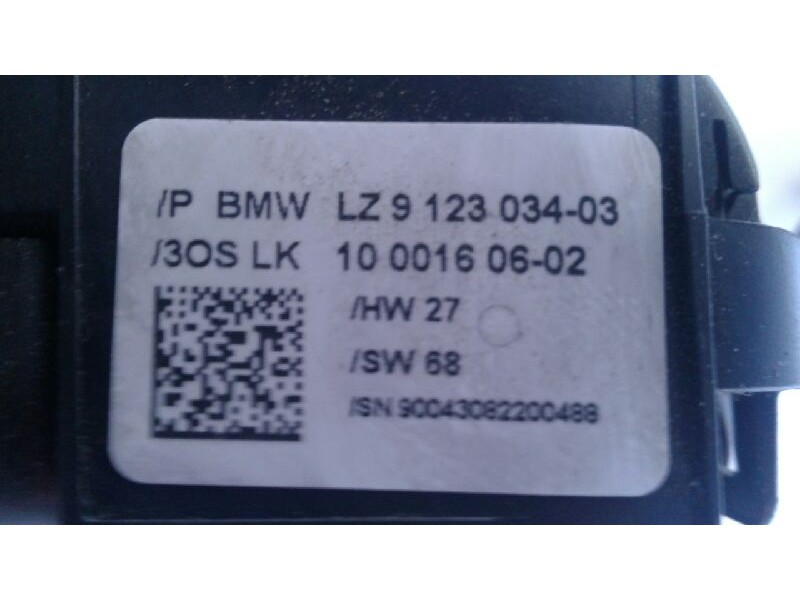 /P BMW LZ 9 123 034-03
/3OS LK 10 0016 06-02
/HW 27
/SW 68
/SN 90043082200488